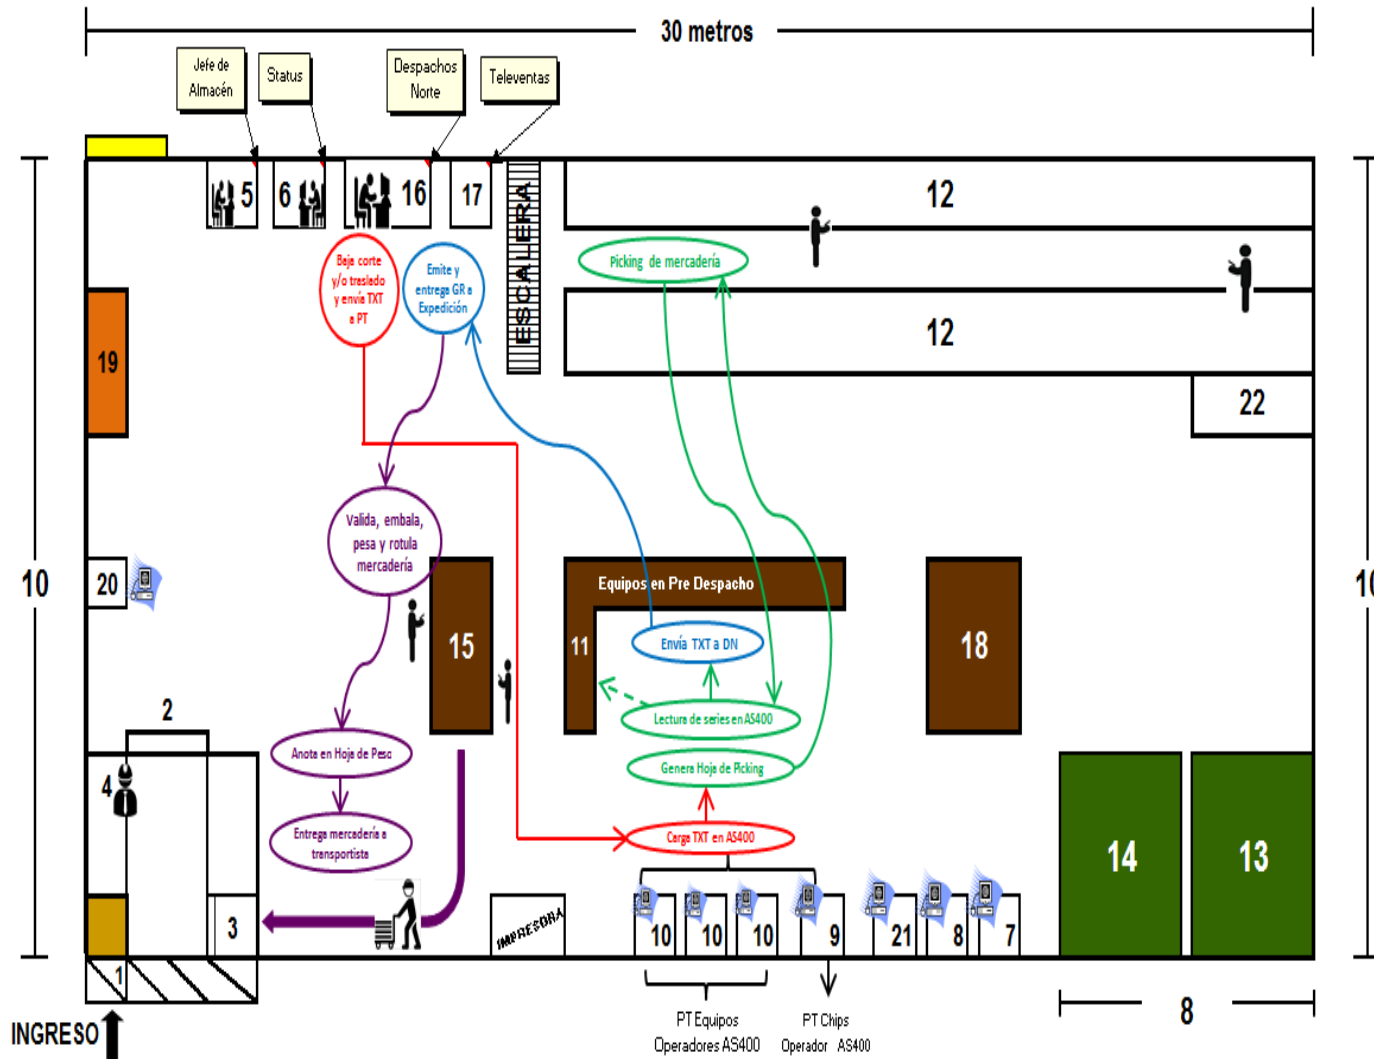 30 metros
Jefe de
Almacén
Status
Despachos
Norte
Televentas
5
6
16
17
ESCALERA
12
12
22
Baja corte
y/o traslado
y envía TXT
a PT
Emite y
entrega GR a
Expedición
Picking de mercadería
19
10
10
20
Valida, embala,
pesa y rotula
mercadería
15
Equipos en Pre Despacho
11
Envía TXT a DN
18
Lectura de series en AS400
Genera Hoja de Picking
Carga TXT en AS400
2
4
Anota en Hoja de Peso
Entrega mercadería a
transportista
14
13
3
IMPRESORA
10
10
10
9
21
8
7
1
INGRESO
PT Equipos
Operadores AS400
PT Chips
Operador AS400
8